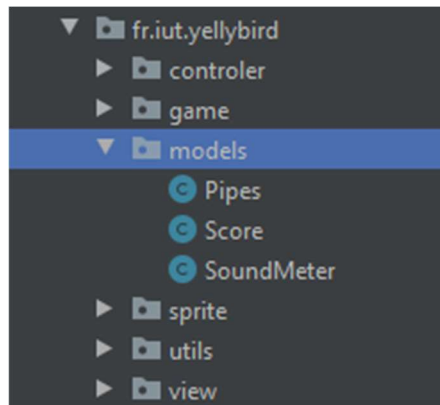 fr.iut.yellybird
controler
game
models
C Pipes
C Score
C SoundMeter
sprite
utils
view